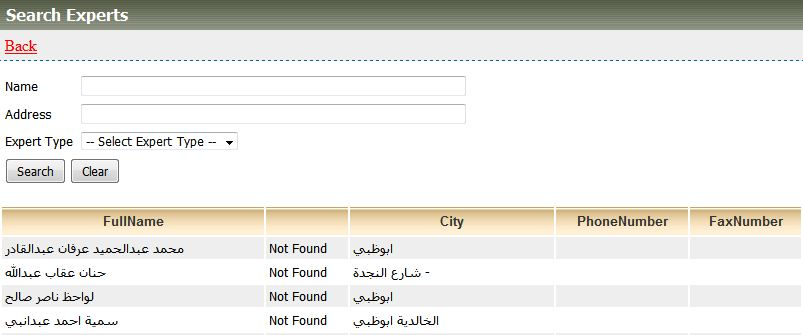 Search Experts
Back
Name
Address
Expert Type -- Select Expert Type --
Search Clear
FullName City PhoneNumber FaxNumber
محمد عبدالحميد عرفان عبدالقادر Not Found ابوظبي
حنان عقاب عبدالله Not Found شارع النجدة -
لواحظ ناصر صالح Not Found ابوظبي
سمية احمد عبدانبي Not Found الخالدية ابوظبي